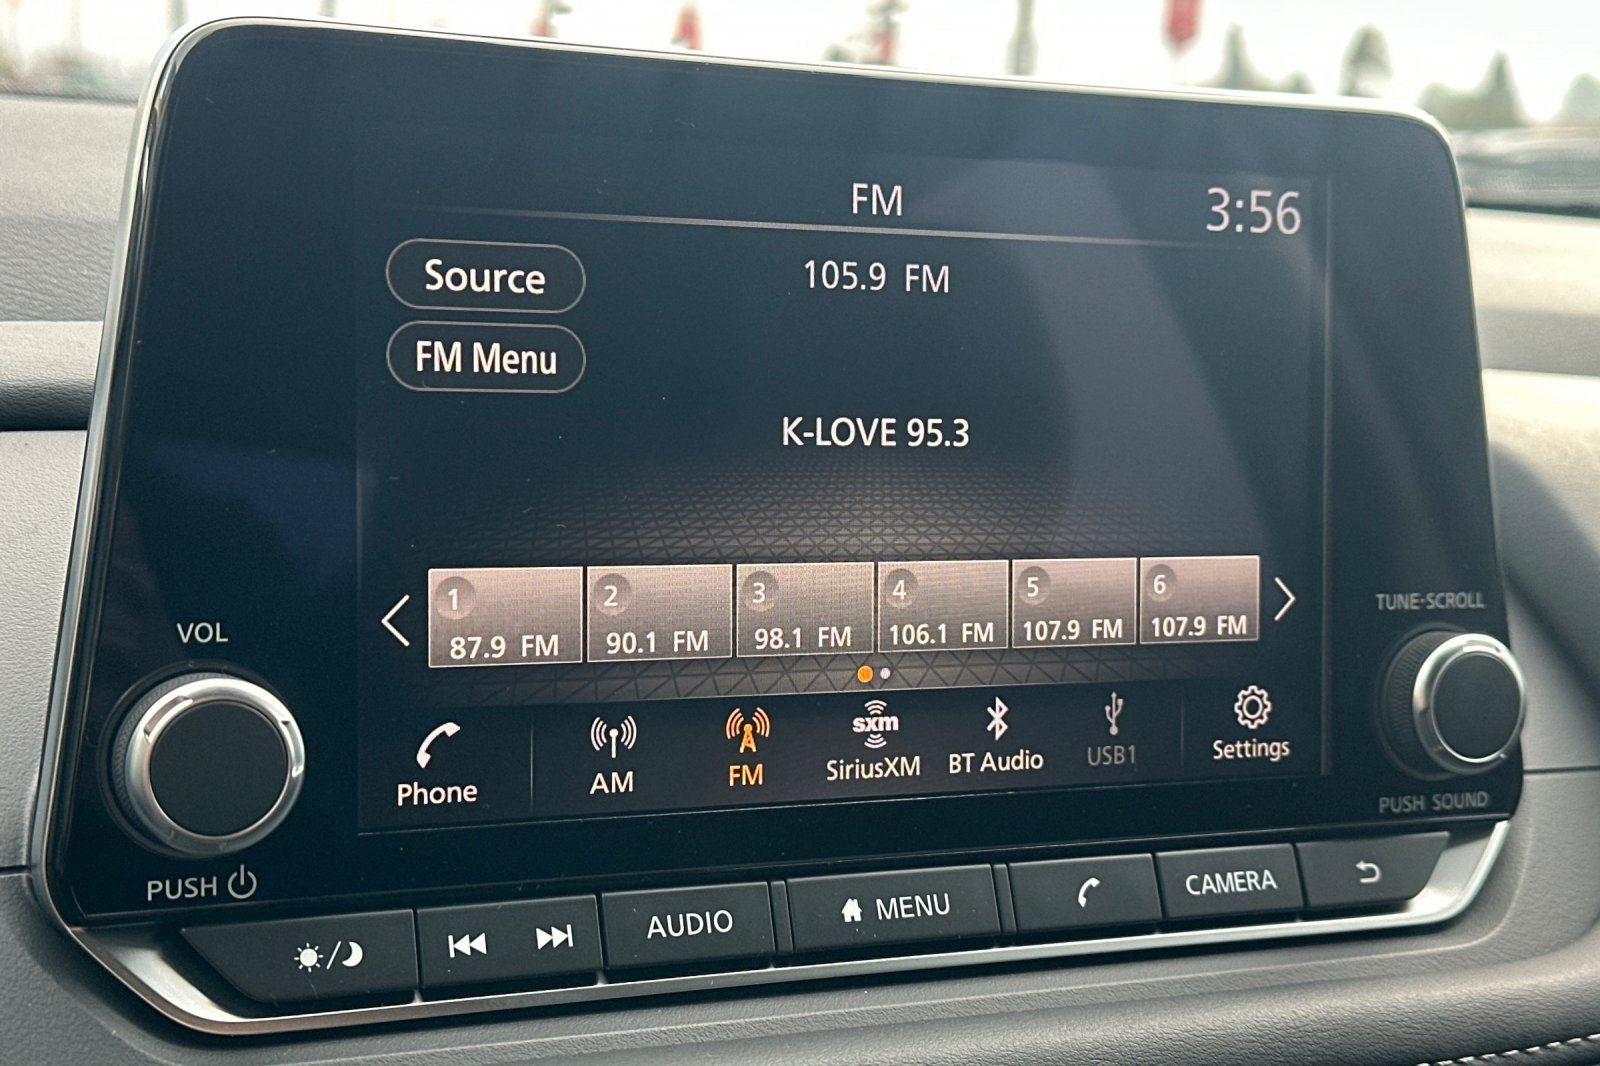 FM
3:56
Source
105.9 FM
FM Menu
K-LOVE 95.3
1
2
3
4
5
6
87.9 FM
90.1 FM
98.1 FM
106.1 FM
107.9 FM
107.9 FM
VOL
TUNE·SCROLL
sxm
Phone
AM
FM
SiriusXM
BT Audio
USB1
Settings
PUSH
PUSH SOUND
AUDIO
MENU
CAMERA